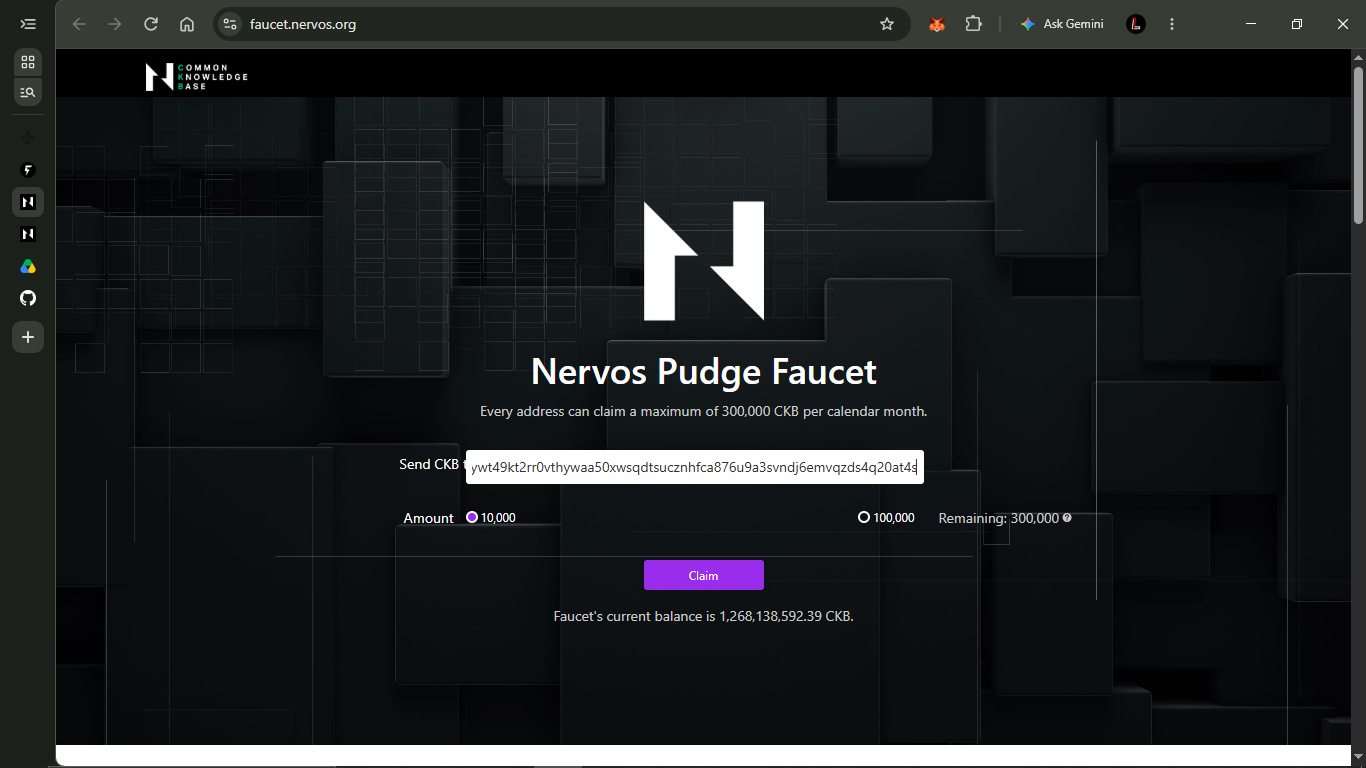 faucet.nervos.org
Ask Gemini
COMMON
KNOWLEDGE
BASE
Nervos Pudge Faucet
Every address can claim a maximum of 300,000 CKB per calendar month.
Send CKB t
ywt49kt2rr0vthywaa50xwsqdtsucznhfca876u9a3svndj6emvqzds4q20at4s
Amount 10,000 100,000 Remaining: 300,000
Claim
Faucet's current balance is 1,268,138,592.39 CKB.